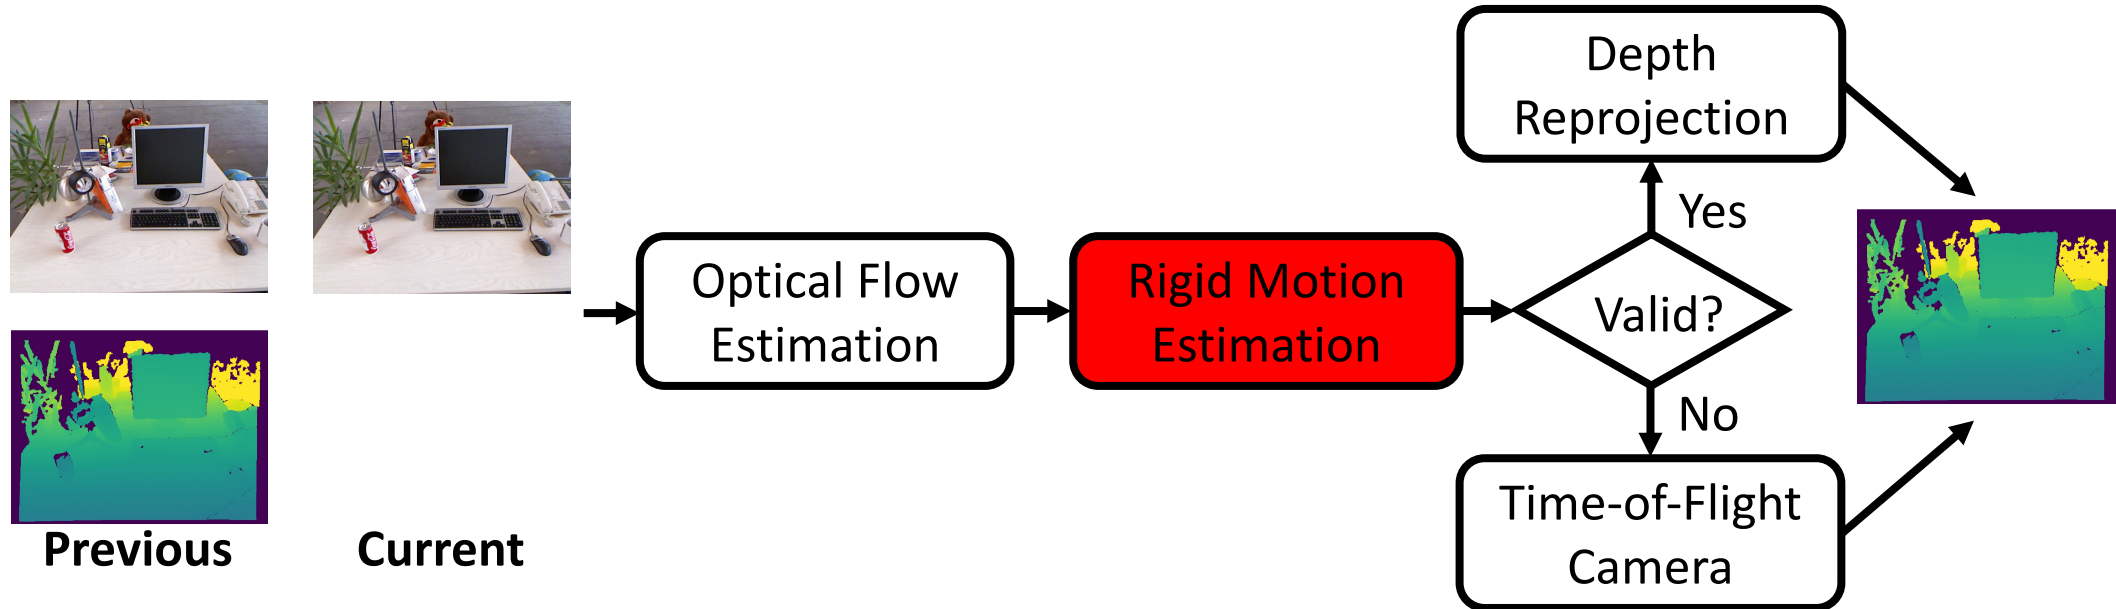 Previous
Current
Optical Flow
Estimation
Rigid Motion
Estimation
Valid?
Yes
No
Depth
Reprojection
Time-of-Flight
Camera